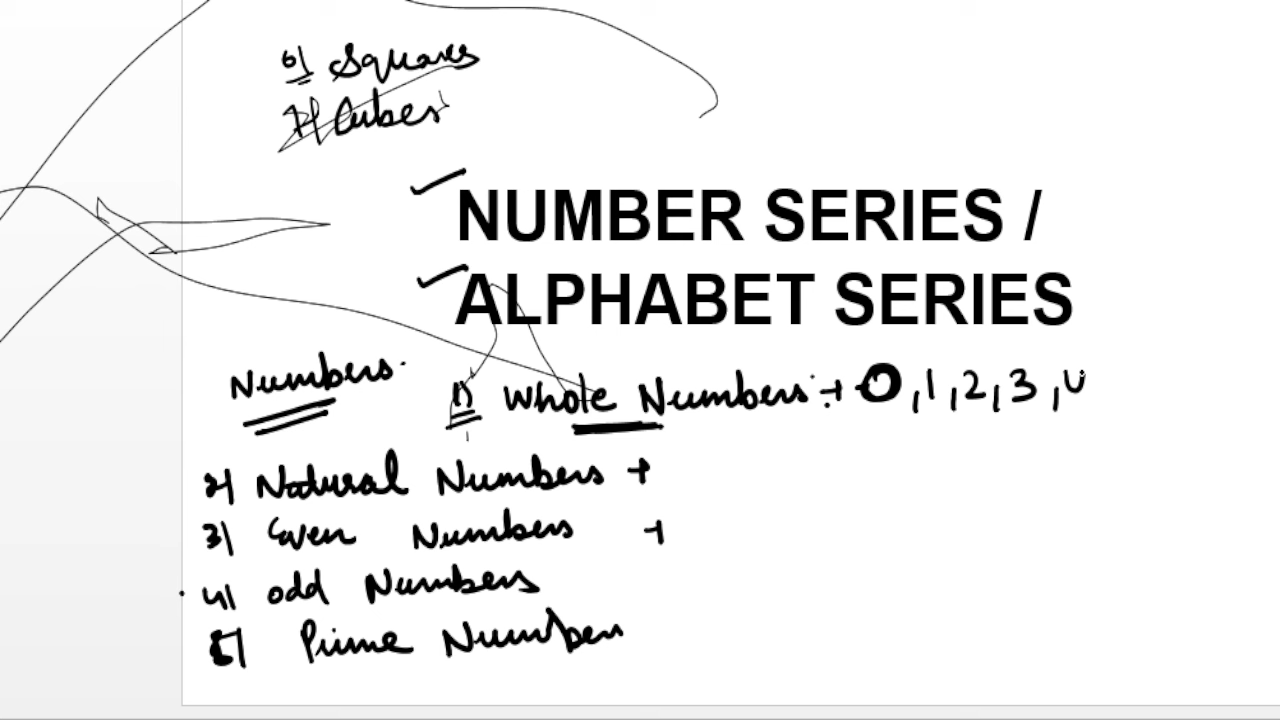 6) Squares
7) Cubes
NUMBER SERIES /
ALPHABET SERIES
Numbers.
1) Whole Numbers :→ 0, 1, 2, 3, 4
2) Natural Numbers →
3) Even Numbers →
4) odd Numbers
5) Prime Numbers